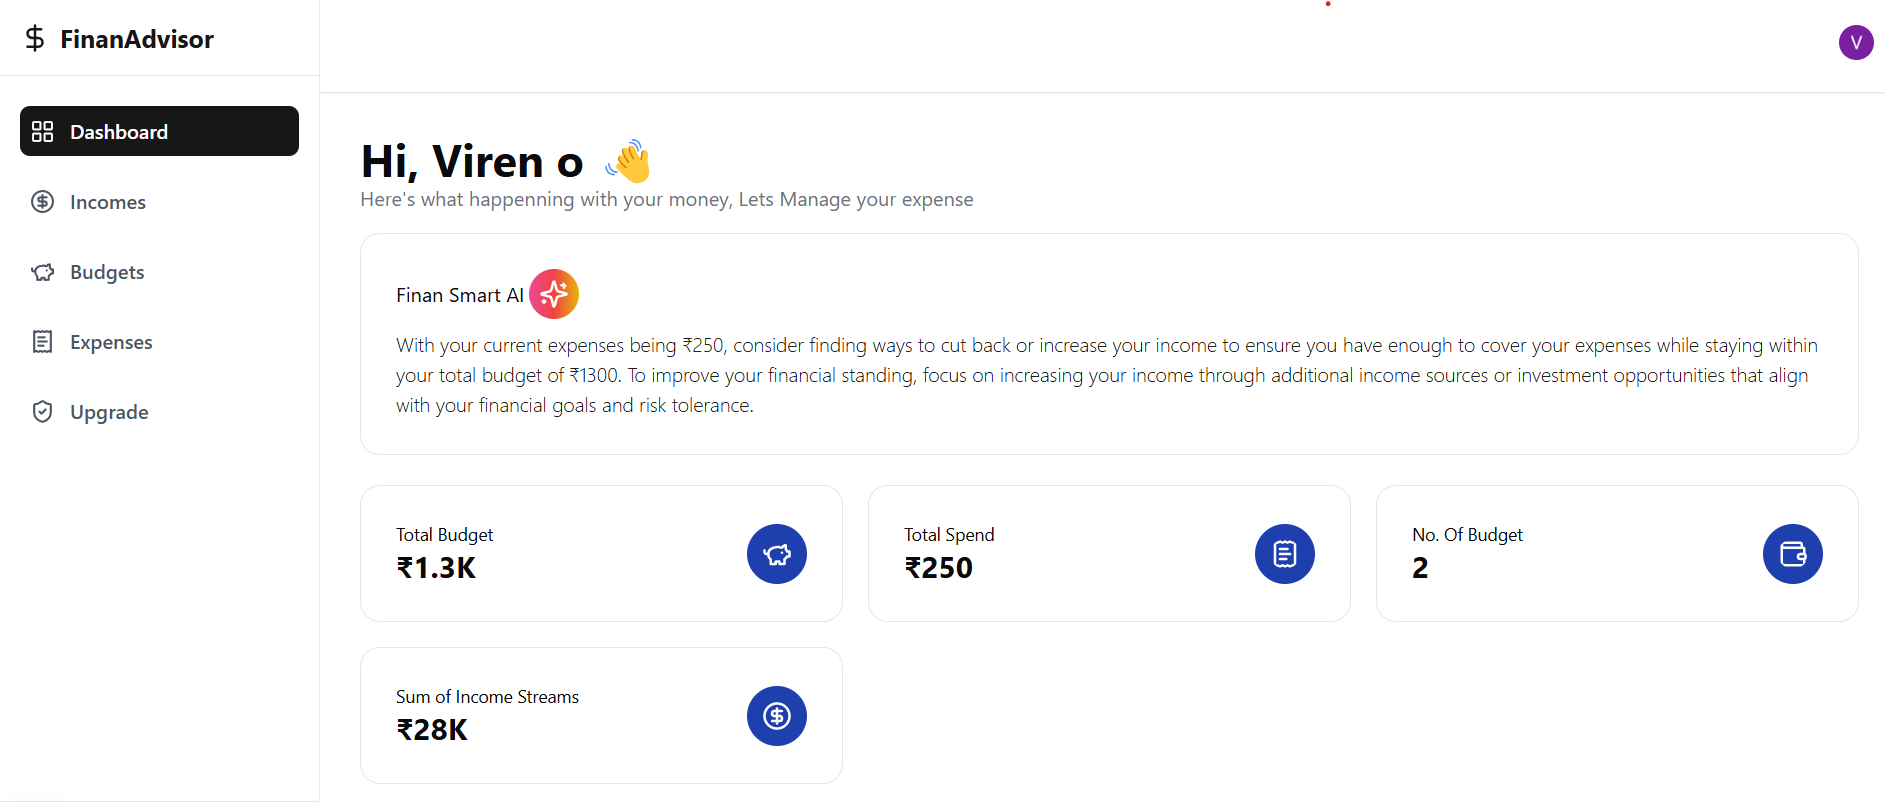 FinanAdvisor
V
Dashboard
Incomes
Budgets
Expenses
Upgrade
Hi, Viren o 👋
Here's what happenning with your money, Lets Manage your expense
Finan Smart AI
With your current expenses being ₹250, consider finding ways to cut back or increase your income to ensure you have enough to cover your expenses while staying within
your total budget of ₹1300. To improve your financial standing, focus on increasing your income through additional income sources or investment opportunities that align
with your financial goals and risk tolerance.
Total Budget
₹1.3K
Total Spend
₹250
No. Of Budget
2
Sum of Income Streams
₹28K